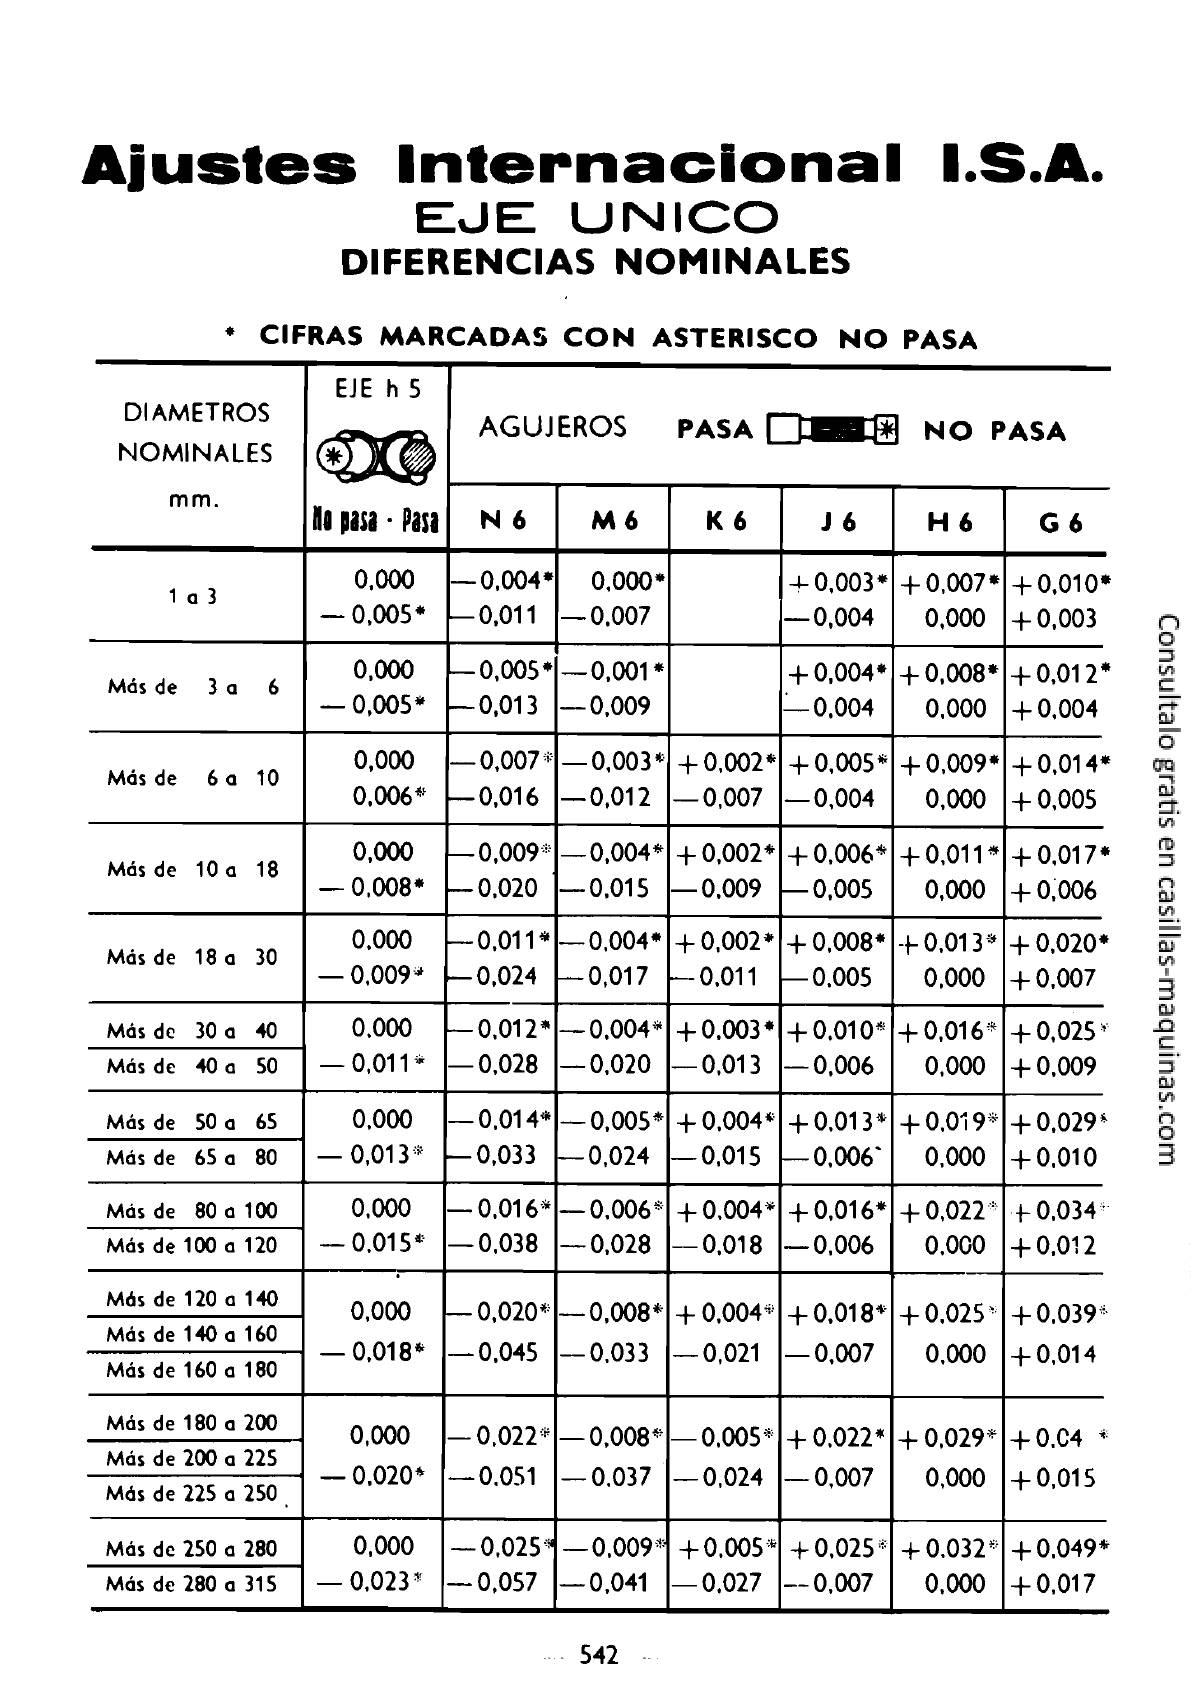 Ajustes Internacional I.S.A.
EJE UNICO
DIFERENCIAS NOMINALES
* CIFRAS MARCADAS CON ASTERISCO NO PASA
DIAMETROS NOMINALES mm.
EJE h 5
No pasa - Pasa
AGUJEROS PASA * NO PASA
N 6 M 6 K 6 J 6 H 6 G 6
1 a 3
0,000 —0,004* 0,000* +0,003* +0,007* +0,010*
—0,005* —0,011 —0,007 —0,004 0,000 +0,003
Más de 3 a 6
0,000 —0,005* —0,001* +0,004* +0,008* +0,012*
—0,005* —0,013 —0,009 —0,004 0,000 +0,004
Más de 6 a 10
0,000 —0,007* —0,003* +0,002* +0,005* +0,009* +0,014*
0,006* —0,016 —0,012 —0,007 —0,004 0,000 +0,005
Más de 10 a 18
0,000 —0,009* —0,004* +0,002* +0,006* +0,011* +0,017*
—0,008* —0,020 —0,015 —0,009 —0,005 0,000 +0,006
Más de 18 a 30
0,000 —0,011* —0,004* +0,002* +0,008* +0,013* +0,020*
—0,009* —0,024 —0,017 —0,011 —0,005 0,000 +0,007
Más de 30 a 40 0,000 —0,012* —0,004* +0,003* +0,010* +0,016* +0,025*
Más de 40 a 50 —0,011* —0,028 —0,020 —0,013 —0,006 0,000 +0,009
Más de 50 a 65 0,000 —0,014* —0,005* +0,004* +0,013* +0,019* +0,029*
Más de 65 a 80 —0,013* —0,033 —0,024 —0,015 —0,006 0,000 +0,010
Más de 80 a 100 0,000 —0,016* —0,006* +0,004* +0,016* +0,022* +0,034*
Más de 100 a 120 —0,015* —0,038 —0,028 —0,018 —0,006 0,000 +0,012
Más de 120 a 140
Más de 140 a 160
Más de 160 a 180
0,000 —0,020* —0,008* +0,004* +0,018* +0,025* +0,039*
—0,018* —0,045 —0,033 —0,021 —0,007 0,000 +0,014
Más de 180 a 200
Más de 200 a 225
Más de 225 a 250
0,000 —0,022* —0,008* —0,005* +0,022* +0,029* +0,04 *
—0,020* —0,051 —0,037 —0,024 —0,007 0,000 +0,015
Más de 250 a 280 0,000 —0,025* —0,009* +0,005* +0,025* +0,032* +0,049*
Más de 280 a 315 —0,023* —0,057 —0,041 —0,027 —0,007 0,000 +0,017
542
Consultalo gratis en casillas-maquinas.com